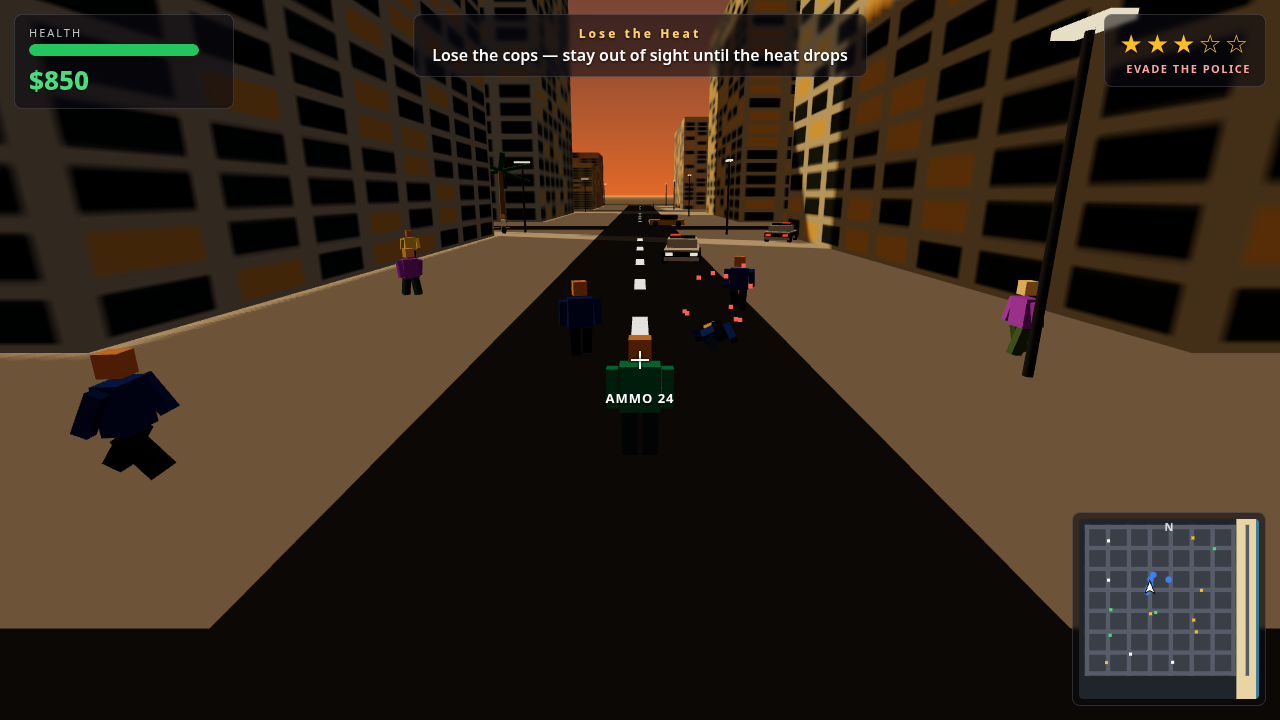 HEALTH
$850
Lose the Heat
Lose the cops — stay out of sight until the heat drops
★★★☆☆
EVADE THE POLICE
AMMO 24
N